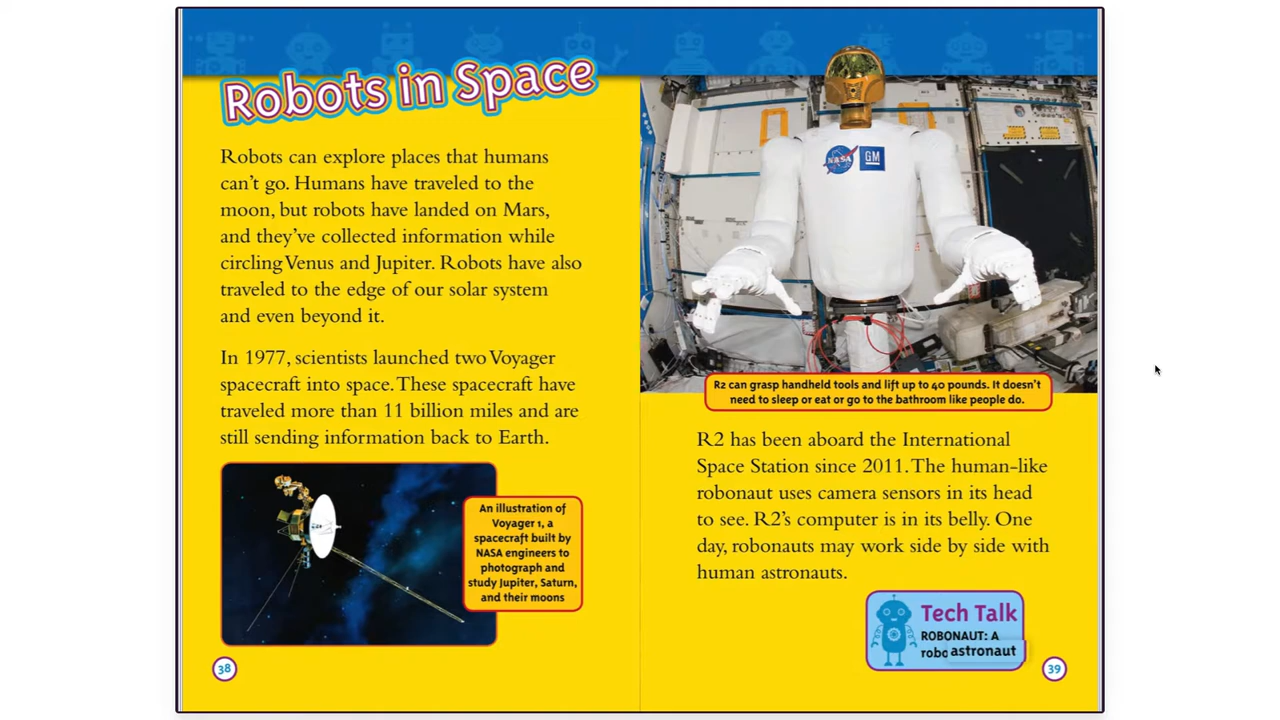 Robots in Space
Robots can explore places that humans
can't go. Humans have traveled to the
moon, but robots have landed on Mars,
and they've collected information while
circling Venus and Jupiter. Robots have also
traveled to the edge of our solar system
and even beyond it.
In 1977, scientists launched two Voyager
spacecraft into space. These spacecraft have
traveled more than 11 billion miles and are
still sending information back to Earth.
An illustration of
Voyager 1, a
spacecraft built by
NASA engineers to
photograph and
study Jupiter, Saturn,
and their moons
38
NASA
GM
R2 can grasp handheld tools and lift up to 40 pounds. It doesn't
need to sleep or eat or go to the bathroom like people do.
R2 has been aboard the International
Space Station since 2011. The human-like
robonaut uses camera sensors in its head
to see. R2's computer is in its belly. One
day, robonauts may work side by side with
human astronauts.
Tech Talk
ROBONAUT: A
astronaut
39